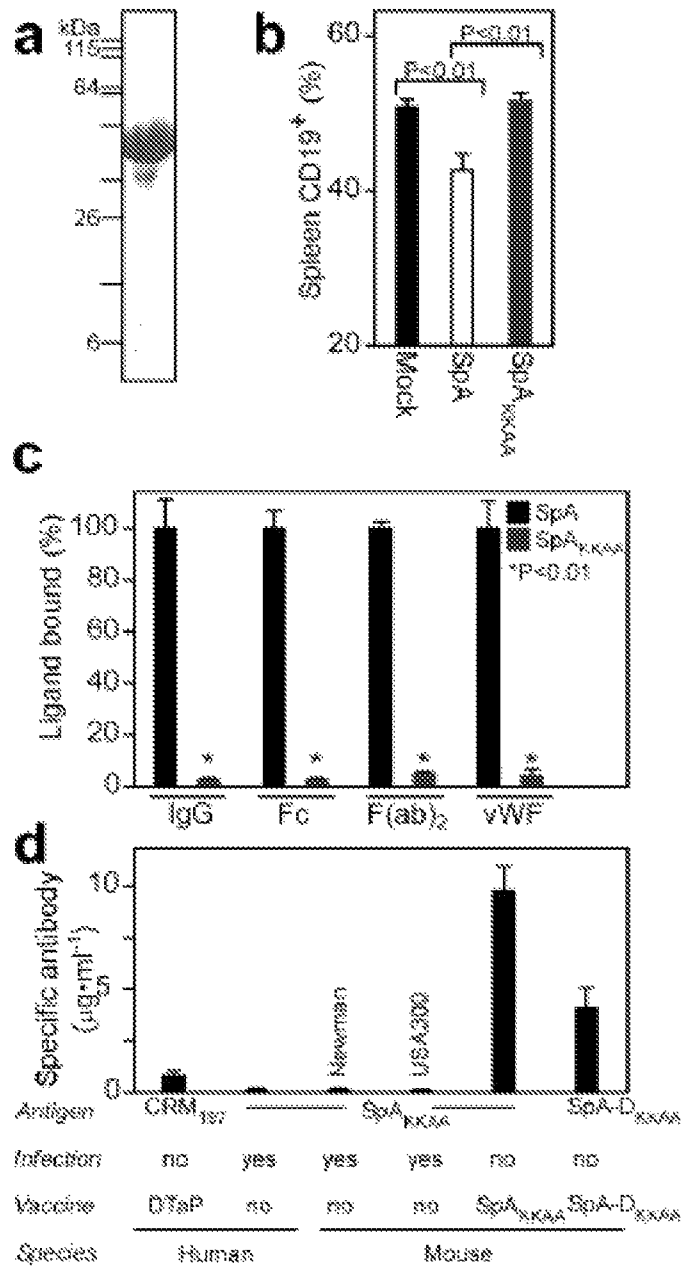 a
kDa
115
64
26
6
b
P<0.01
P<0.01
Spleen CD19+ (%)
60
40
20
Mock
SpA
SpAKKAA
c
Ligand bound (%)
100
80
60
40
20
0
SpA
SpAKKAA
*P<0.01
*
*
*
*
IgG
Fc
F(ab)2
vWF
d
Specific antibody
(µg•ml-1)
10
5
0
Newman
USA300
Antigen CRM197 SpAKKAA SpA-DKKAA
Infection no yes yes yes no no
Vaccine DTaP no no no SpAKKAA SpA-DKKAA
Species Human Mouse